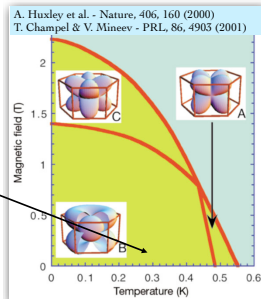 A. Huxley et al. - Nature, 406, 160 (2000)
T. Champel & V. Mineev - PRL, 86, 4903 (2001)
Magnetic field (T)
2
1.5
1
0.5
0
C
A
B
0 0.1 0.2 0.3 0.4 0.5 0.6
Temperature (K)